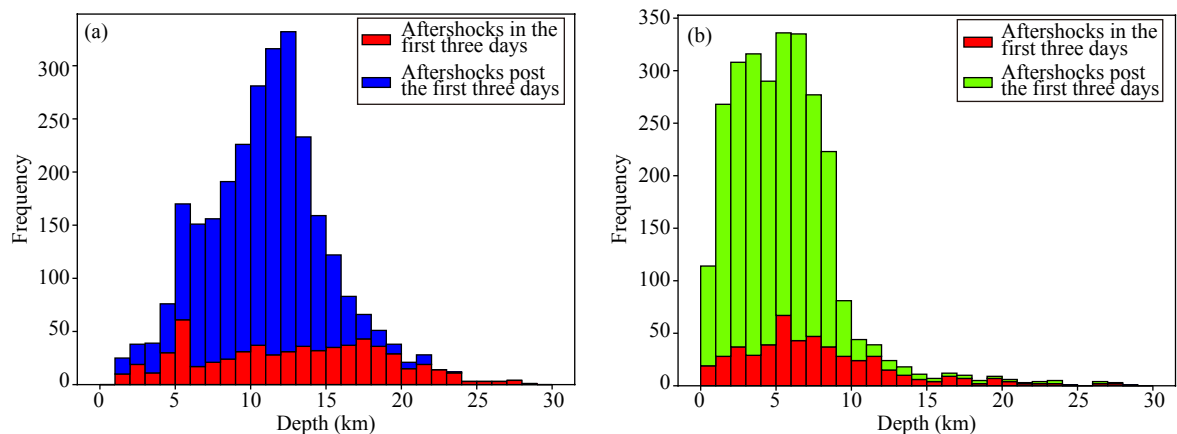 (a)
Aftershocks in the
first three days
Aftershocks post
the first three days
Frequency
300
250
200
150
100
50
0
0 5 10 15 20 25 30
Depth (km)
(b)
Aftershocks in the
first three days
Aftershocks post
the first three days
Frequency
350
300
250
200
150
100
50
0
0 5 10 15 20 25 30
Depth (km)